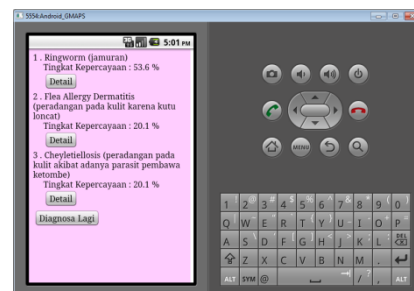 5554:Android_GMAPS
5:01 PM
1 . Ringworm (jamuran)
Tingkat Kepercayaan : 53.6 %
Detail
2 . Flea Allergy Dermatitis
(peradangan pada kulit karena kutu
loncat)
Tingkat Kepercayaan : 20.1 %
Detail
3 . Cheyletiellosis (peradangan pada
kulit akibat adanya parasit pembawa
ketombe)
Tingkat Kepercayaan : 20.1 %
Detail
Diagnosa Lagi
MENU
1 ! 2 @ 3 # 4 $ 5 % 6 ^ 7 & 8 * 9 ( 0 )
Q W E R T Y U I O P
A S D F G H J K L DEL
Z X C V B N M .
ALT SYM @ / ? , ALT